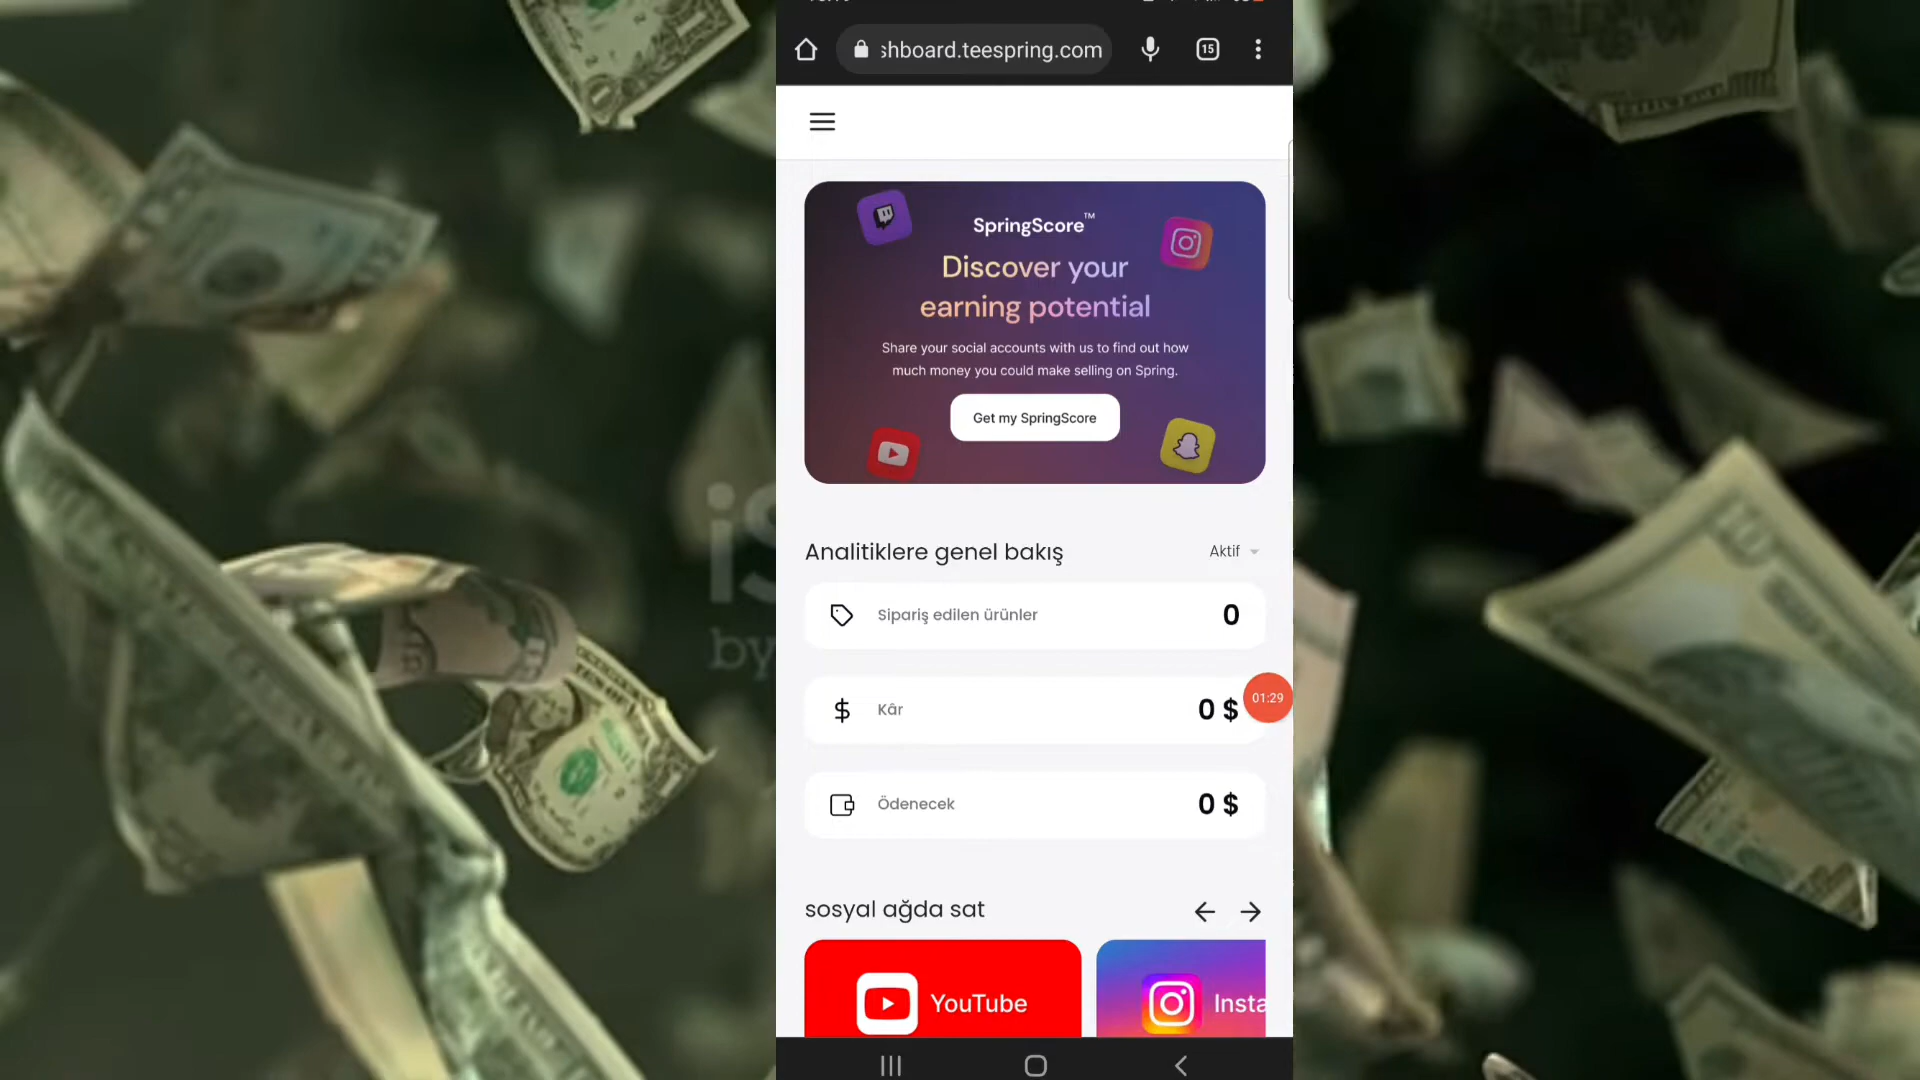 shboard.teespring.com
15
SpringScore™
Discover your
earning potential
Share your social accounts with us to find out how
much money you could make selling on Spring.
Get my SpringScore
Analitiklere genel bakış
Aktif
Sipariş edilen ürünler
0
Kâr
0 $
01:29
Ödenecek
0 $
sosyal ağda sat
YouTube
Insta
by